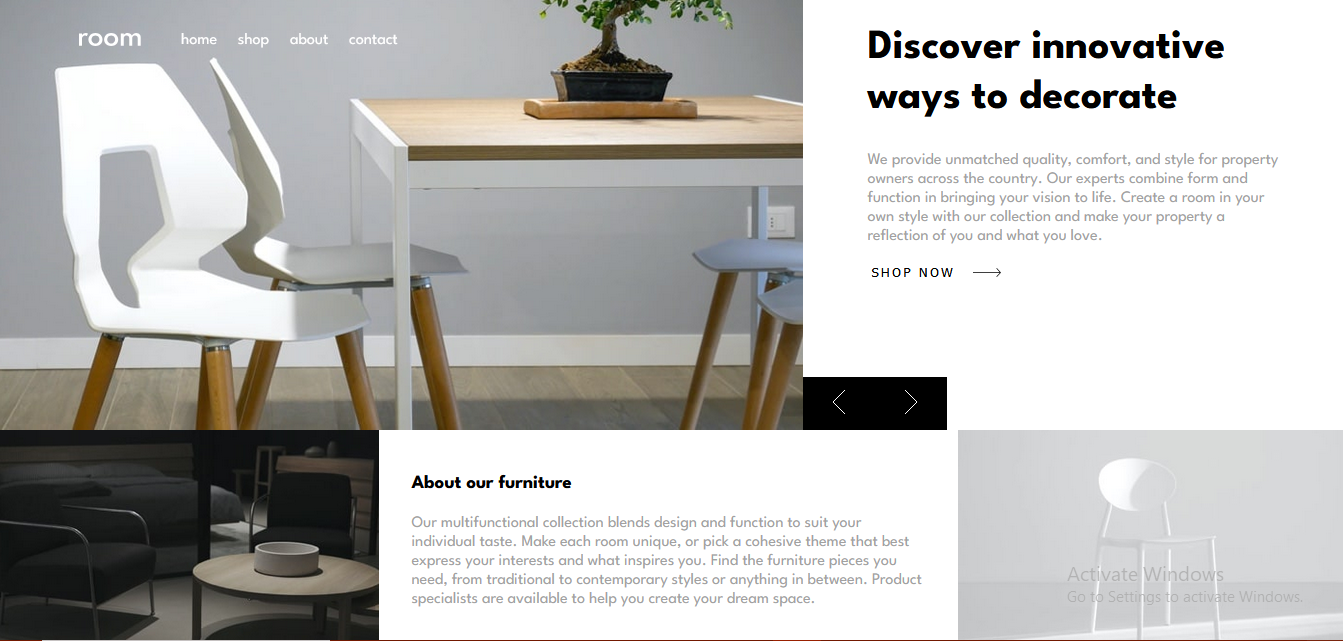 room
home shop about contact
Discover innovative
ways to decorate
We provide unmatched quality, comfort, and style for property
owners across the country. Our experts combine form and
function in bringing your vision to life. Create a room in your
own style with our collection and make your property a
reflection of you and what you love.
SHOP NOW
About our furniture
Our multifunctional collection blends design and function to suit your
individual taste. Make each room unique, or pick a cohesive theme that best
express your interests and what inspires you. Find the furniture pieces you
need, from traditional to contemporary styles or anything in between. Product
specialists are available to help you create your dream space.
Activate Windows
Go to Settings to activate Windows.